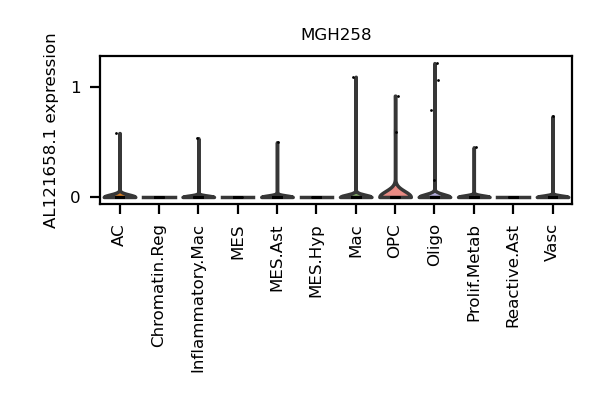 MGH258
AL121658.1 expression
1
0
AC
Chromatin.Reg
Inflammatory.Mac
MES
MES.Ast
MES.Hyp
Mac
OPC
Oligo
Prolif.Metab
Reactive.Ast
Vasc